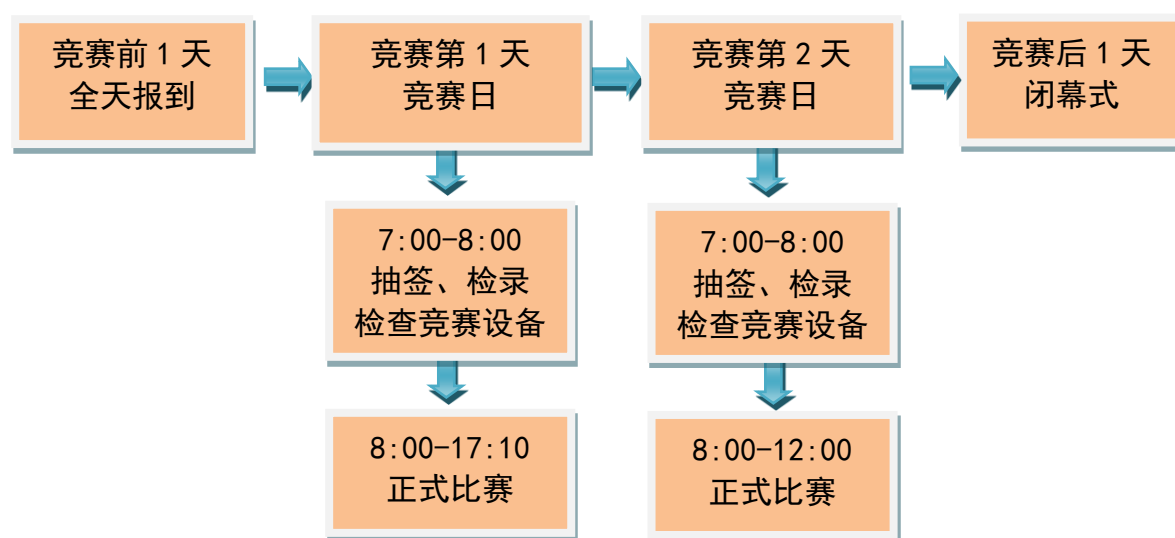 竞赛前 1 天
全天报到
竞赛第 1 天
竞赛日
竞赛第 2 天
竞赛日
竞赛后 1 天
闭幕式
7:00-8:00
抽签、检录
检查竞赛设备
7:00-8:00
抽签、检录
检查竞赛设备
8:00-17:10
正式比赛
8:00-12:00
正式比赛